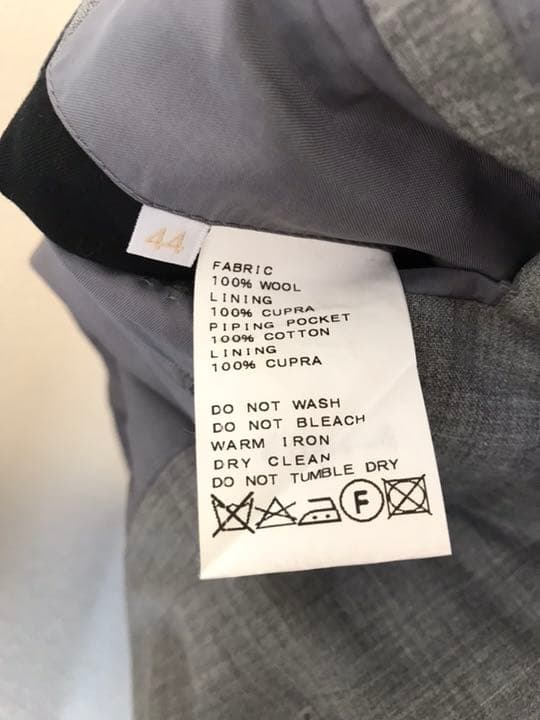 44
FABRIC
100% WOOL
LINING
100% CUPRA
PIPING POCKET
100% COTTON
LINING
100% CUPRA
DO NOT WASH
DO NOT BLEACH
WARM IRON
DRY CLEAN
DO NOT TUMBLE DRY
F